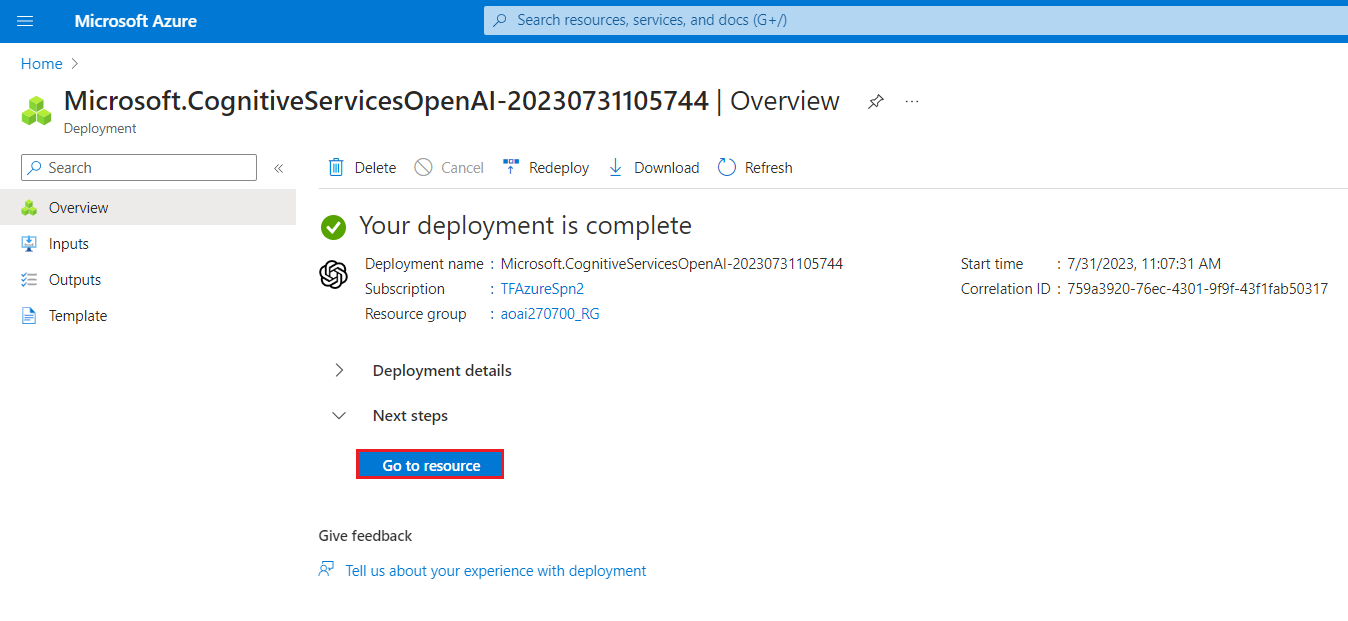 Microsoft Azure
Search resources, services, and docs (G+/)
Home
Microsoft.CognitiveServicesOpenAI-20230731105744 | Overview
Deployment
Search
Delete
Cancel
Redeploy
Download
Refresh
Overview
Inputs
Outputs
Template
Your deployment is complete
Deployment name : Microsoft.CognitiveServicesOpenAI-20230731105744
Subscription : TFAzureSpn2
Resource group : aoai270700_RG
Start time : 7/31/2023, 11:07:31 AM
Correlation ID : 759a3920-76ec-4301-9f9f-43f1fab50317
Deployment details
Next steps
Go to resource
Give feedback
Tell us about your experience with deployment